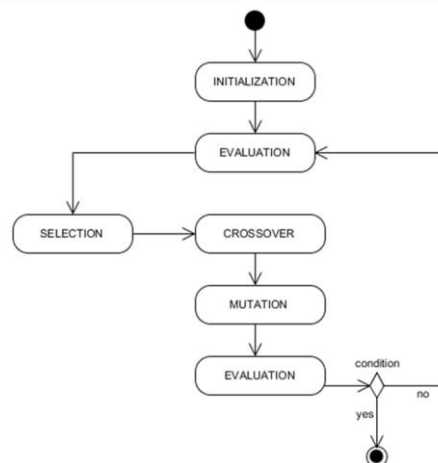 INITIALIZATION
EVALUATION
SELECTION
CROSSOVER
MUTATION
EVALUATION
condition
no
yes